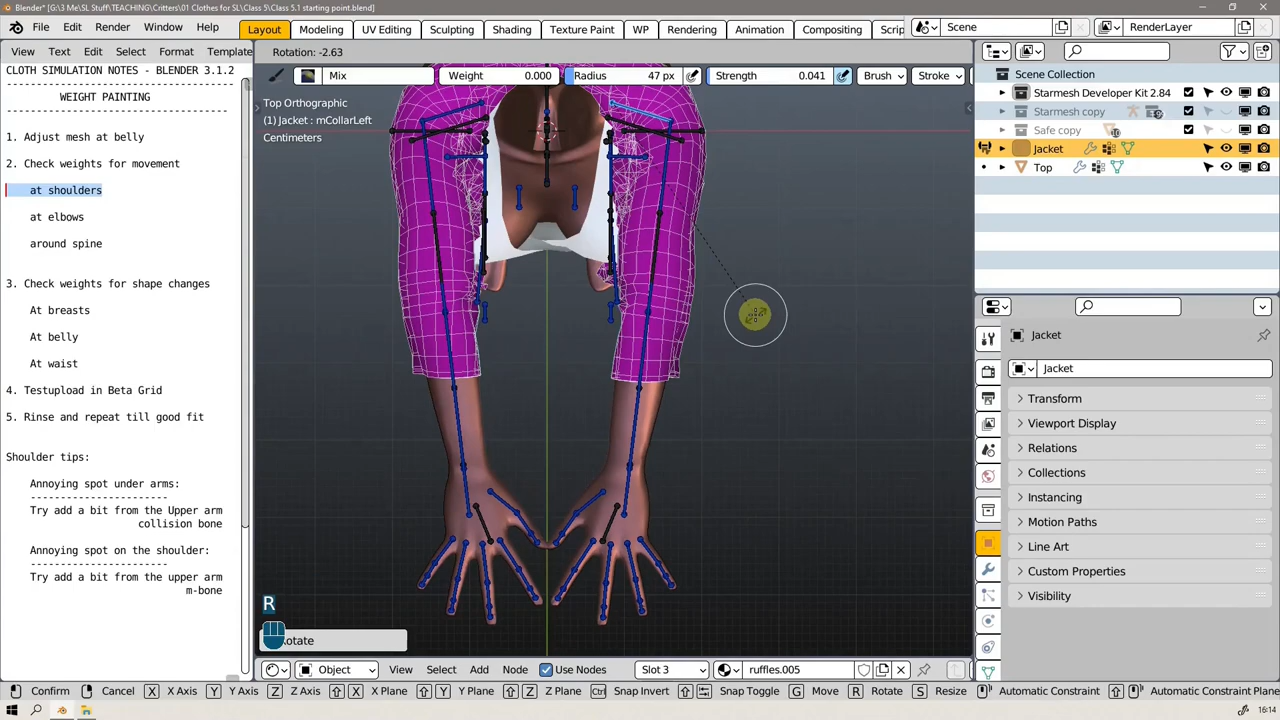 Blender* [G:\3 Me\SL Stuff\TEACHING\Critters\01 Clothes for SL\Class\Class 5.1 starting point.blend]
File Edit Render Window Help Layout Modeling UV Editing Sculpting Shading Texture Paint WP Rendering Animation Compositing Scrip Scene RenderLayer
View Text Edit Select Format Template Rotation: -2.63
CLOTH SIMULATION NOTES - BLENDER 3.1.2
-----------------------------------
WEIGHT PAINTING
-----------------------------------
1. Adjust mesh at belly
2. Check weights for movement
at shoulders
at elbows
around spine
3. Check weights for shape changes
At breasts
At belly
At waist
4. Testupload in Beta Grid
5. Rinse and repeat till good fit
Shoulder tips:
Annoying spot under arms:
-----------------------
Try add a bit from the Upper arm
collision bone
Annoying spot on the shoulder:
-----------------------------
Try add a bit from the upper arm
m-bone
Mix Weight 0.000 Radius 47 px Strength 0.041 Brush Stroke
Top Orthographic
(1) Jacket : mCollarLeft
Centimeters
R
otate
Object View Select Add Node Use Nodes Slot 3 ruffles.005
Scene Collection
Starmesh Developer Kit 2.84
Starmesh copy 9
Safe copy 10
Jacket
Top
Jacket
Jacket
Transform
Viewport Display
Relations
Collections
Instancing
Motion Paths
Line Art
Custom Properties
Visibility
Confirm Cancel X X Axis Y Y Axis Z Z Axis X X Plane Y Y Plane Z Z Plane Ctrl Snap Invert Snap Toggle G Move R Rotate S Resize Automatic Constraint Automatic Constraint Plane
16:14